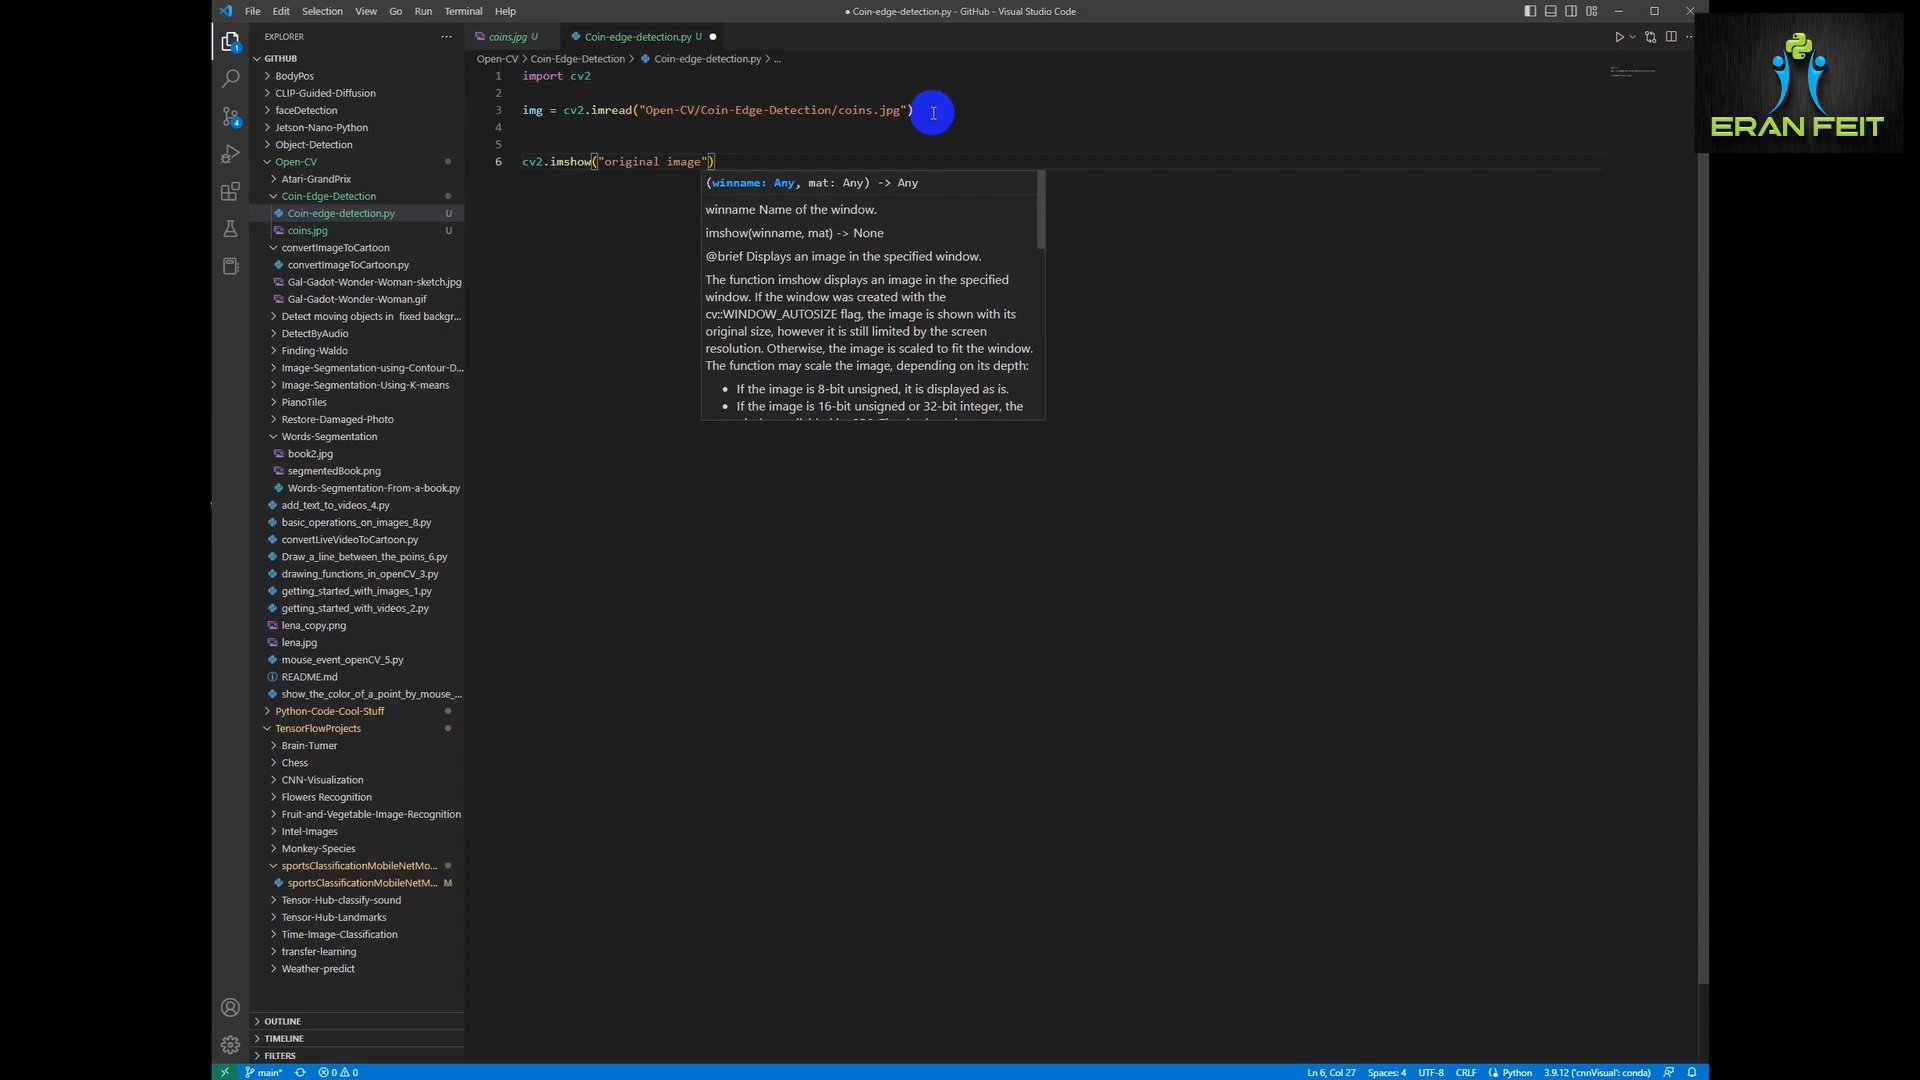 File Edit Selection View Go Run Terminal Help
● Coin-edge-detection.py - GitHub - Visual Studio Code
EXPLORER
GITHUB
BodyPos
CLIP-Guided-Diffusion
faceDetection
Jetson-Nano-Python
Object-Detection
Open-CV
Atari-GrandPrix
Coin-Edge-Detection
Coin-edge-detection.py U
coins.jpg U
convertImageToCartoon
convertImageToCartoon.py
Gal-Gadot-Wonder-Woman-sketch.jpg
Gal-Gadot-Wonder-Woman.gif
Detect moving objects in fixed backgr...
DetectByAudio
Finding-Waldo
Image-Segmentation-using-Contour-D...
Image-Segmentation-Using-K-means
PianoTiles
Restore-Damaged-Photo
Words-Segmentation
book2.jpg
segmentedBook.png
Words-Segmentation-From-a-book.py
add_text_to_videos_4.py
basic_operations_on_images_8.py
convertLiveVideoToCartoon.py
Draw_a_line_between_the_poins_6.py
drawing_functions_in_openCV_3.py
getting_started_with_images_1.py
getting_started_with_videos_2.py
lena_copy.png
lena.jpg
mouse_event_openCV_5.py
README.md
show_the_color_of_a_point_by_mouse_...
Python-Code-Cool-Stuff
TensorFlowProjects
Brain-Tumer
Chess
CNN-Visualization
Flowers Recognition
Fruit-and-Vegetable-Image-Recognition
Intel-Images
Monkey-Species
sportsClassificationMobileNetMo...
sportsClassificationMobileNetM... M
Tensor-Hub-classify-sound
Tensor-Hub-Landmarks
Time-Image-Classification
transfer-learning
Weather-predict
OUTLINE
TIMELINE
FILTERS
coins.jpg U
Coin-edge-detection.py U ●
Open-CV > Coin-Edge-Detection > Coin-edge-detection.py > ...
1 import cv2
2
3 img = cv2.imread("Open-CV/Coin-Edge-Detection/coins.jpg")
4
5
6 cv2.imshow("original image")
(winname: Any, mat: Any) -> Any
winname Name of the window.
imshow(winname, mat) -> None
@brief Displays an image in the specified window.
The function imshow displays an image in the specified
window. If the window was created with the
cv::WINDOW_AUTOSIZE flag, the image is shown with its
original size, however it is still limited by the screen
resolution. Otherwise, the image is scaled to fit the window.
The function may scale the image, depending on its depth:
• If the image is 8-bit unsigned, it is displayed as is.
• If the image is 16-bit unsigned or 32-bit integer, the
ERAN FEIT
1
4
main* 0 0
Ln 6, Col 27 Spaces: 4 UTF-8 CRLF Python 3.9.12 ('cnnVisual': conda)